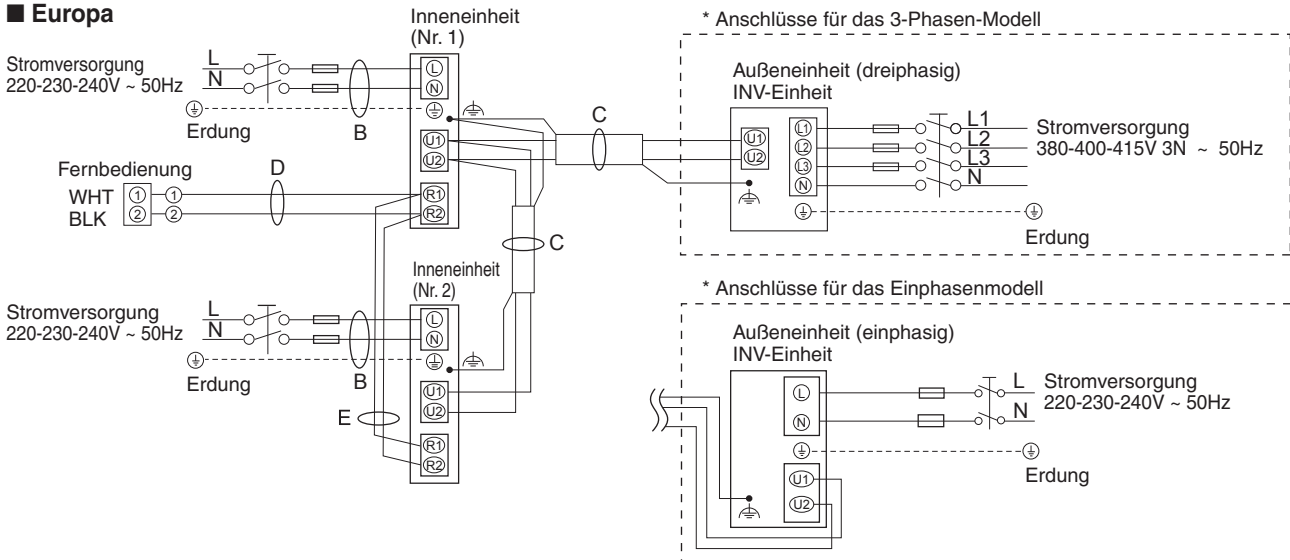 ■ Europa
Inneneinheit
(Nr. 1)
Stromversorgung
220-230-240V ~ 50Hz
L
N
Erdung
B
L
N
U1
U2
R1
R2
C
Fernbedienung
WHT
BLK
1
2
1
2
D
C
Inneneinheit
(Nr. 2)
Stromversorgung
220-230-240V ~ 50Hz
L
N
Erdung
B
E
L
N
U1
U2
R1
R2
* Anschlüsse für das 3-Phasen-Modell
Außeneinheit (dreiphasig)
INV-Einheit
U1
U2
L1
L2
L3
N
L1
L2
L3
N
Stromversorgung
380-400-415V 3N ~ 50Hz
Erdung
* Anschlüsse für das Einphasenmodell
Außeneinheit (einphasig)
INV-Einheit
L
N
U1
U2
L
N
Stromversorgung
220-230-240V ~ 50Hz
Erdung